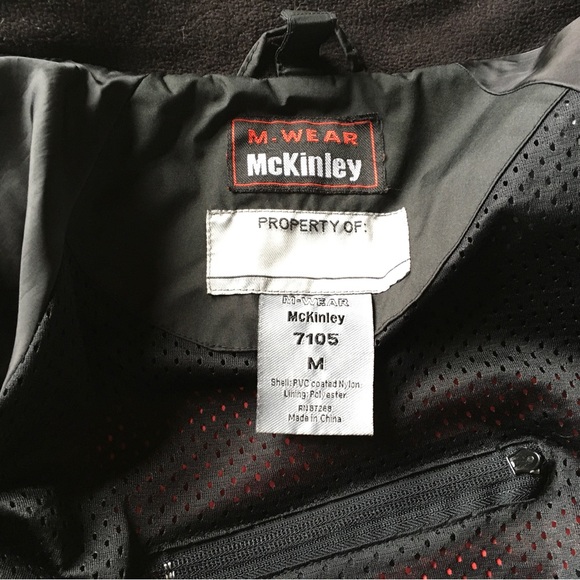 M-WEAR
McKinley
PROPERTY OF:
M-WEAR
McKinley
7105
M
Shell: PVC coated Nylon
Lining: Polyester
RN 87268
Made in China